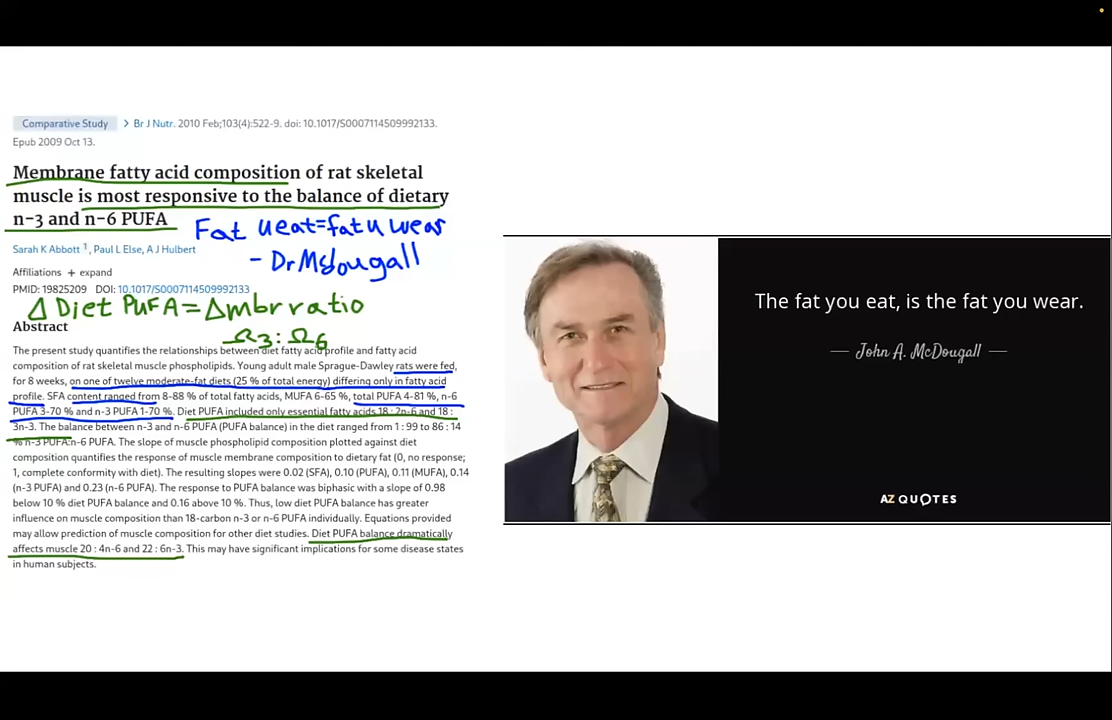 Comparative Study > Br J Nutr. 2010 Feb;103(4):522-9. doi: 10.1017/S0007114509992133.
Epub 2009 Oct 13.
Membrane fatty acid composition of rat skeletal
muscle is most responsive to the balance of dietary
n-3 and n-6 PUFA
Fat u eat=fat u wear
- Dr McDougall
Sarah K Abbott 1, Paul L Else, A J Hulbert
Affiliations + expand
PMID: 19825209 DOI: 10.1017/S0007114509992133
Δ Diet PUFA = Δmbr ratio
Ω3:Ω6
Abstract
The present study quantifies the relationships between diet fatty acid profile and fatty acid
composition of rat skeletal muscle phospholipids. Young adult male Sprague-Dawley rats were fed,
for 8 weeks, on one of twelve moderate-fat diets (25 % of total energy) differing only in fatty acid
profile. SFA content ranged from 8-88 % of total fatty acids, MUFA 6-65 %, total PUFA 4-81 %, n-6
PUFA 3-70 % and n-3 PUFA 1-70 %. Diet PUFA included only essential fatty acids 18 : 2n-6 and 18 :
3n-3. The balance between n-3 and n-6 PUFA (PUFA balance) in the diet ranged from 1 : 99 to 86 : 14
% n-3 PUFA:n-6 PUFA. The slope of muscle phospholipid composition plotted against diet
composition quantifies the response of muscle membrane composition to dietary fat (0, no response;
1, complete conformity with diet). The resulting slopes were 0.02 (SFA), 0.10 (PUFA), 0.11 (MUFA), 0.14
(n-3 PUFA) and 0.23 (n-6 PUFA). The response to PUFA balance was biphasic with a slope of 0.98
below 10 % diet PUFA balance and 0.16 above 10 %. Thus, low diet PUFA balance has greater
influence on muscle composition than 18-carbon n-3 or n-6 PUFA individually. Equations provided
may allow prediction of muscle composition for other diet studies. Diet PUFA balance dramatically
affects muscle 20 : 4n-6 and 22 : 6n-3. This may have significant implications for some disease states
in human subjects.
The fat you eat, is the fat you wear.
— John A. McDougall —
AZ QUOTES